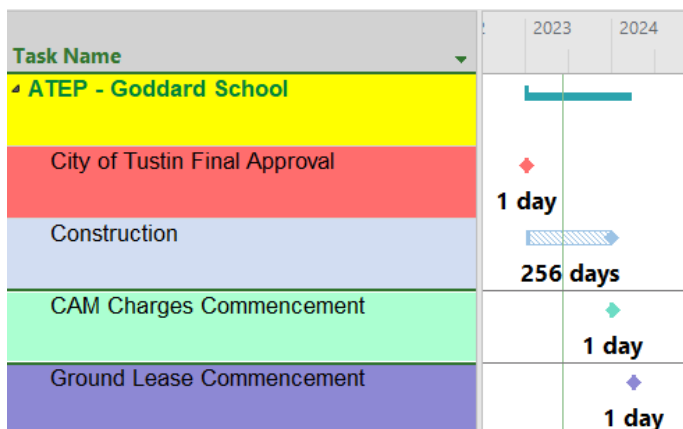 2023 2024
Task Name
ATEP - Goddard School
City of Tustin Final Approval
1 day
Construction
256 days
CAM Charges Commencement
1 day
Ground Lease Commencement
1 day